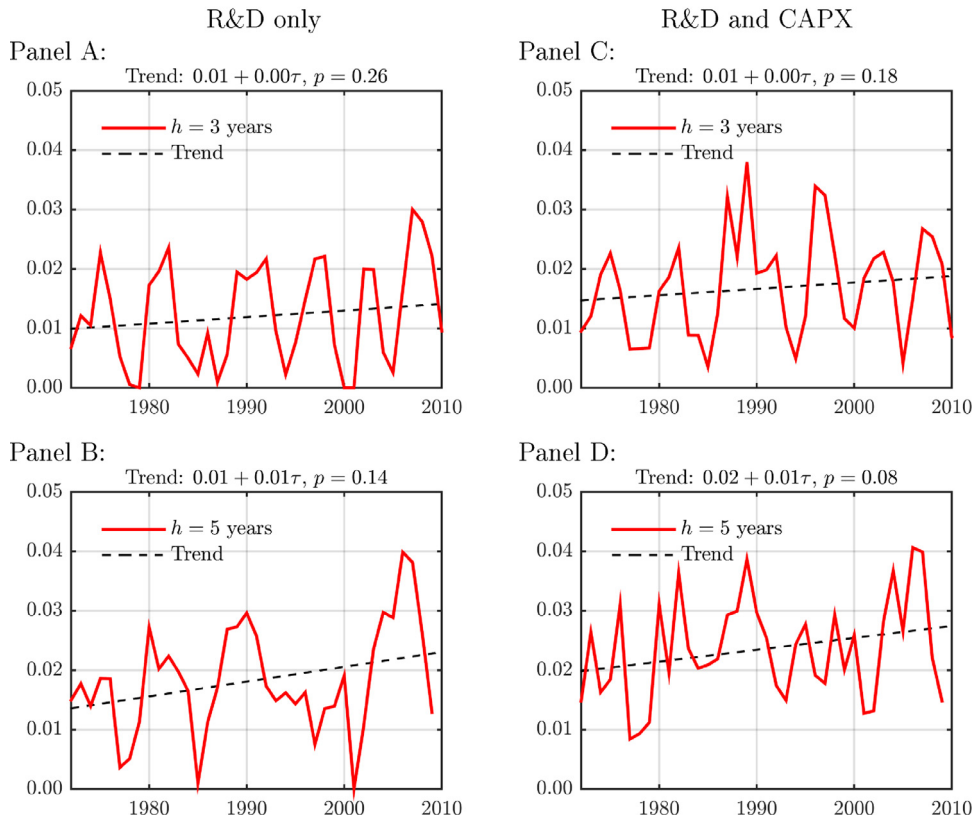 R&D only
Panel A:
Trend: 0.01 + 0.00τ, p = 0.26
0.05
0.04
0.03
0.02
0.01
0.00
h = 3 years
Trend
1980 1990 2000 2010
R&D and CAPX
Panel C:
Trend: 0.01 + 0.00τ, p = 0.18
0.05
0.04
0.03
0.02
0.01
0.00
h = 3 years
Trend
1980 1990 2000 2010
Panel B:
Trend: 0.01 + 0.01τ, p = 0.14
0.05
0.04
0.03
0.02
0.01
0.00
h = 5 years
Trend
1980 1990 2000 2010
Panel D:
Trend: 0.02 + 0.01τ, p = 0.08
0.05
0.04
0.03
0.02
0.01
0.00
h = 5 years
Trend
1980 1990 2000 2010